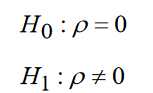 H₀ : ρ = 0
H₁ : ρ ≠ 0